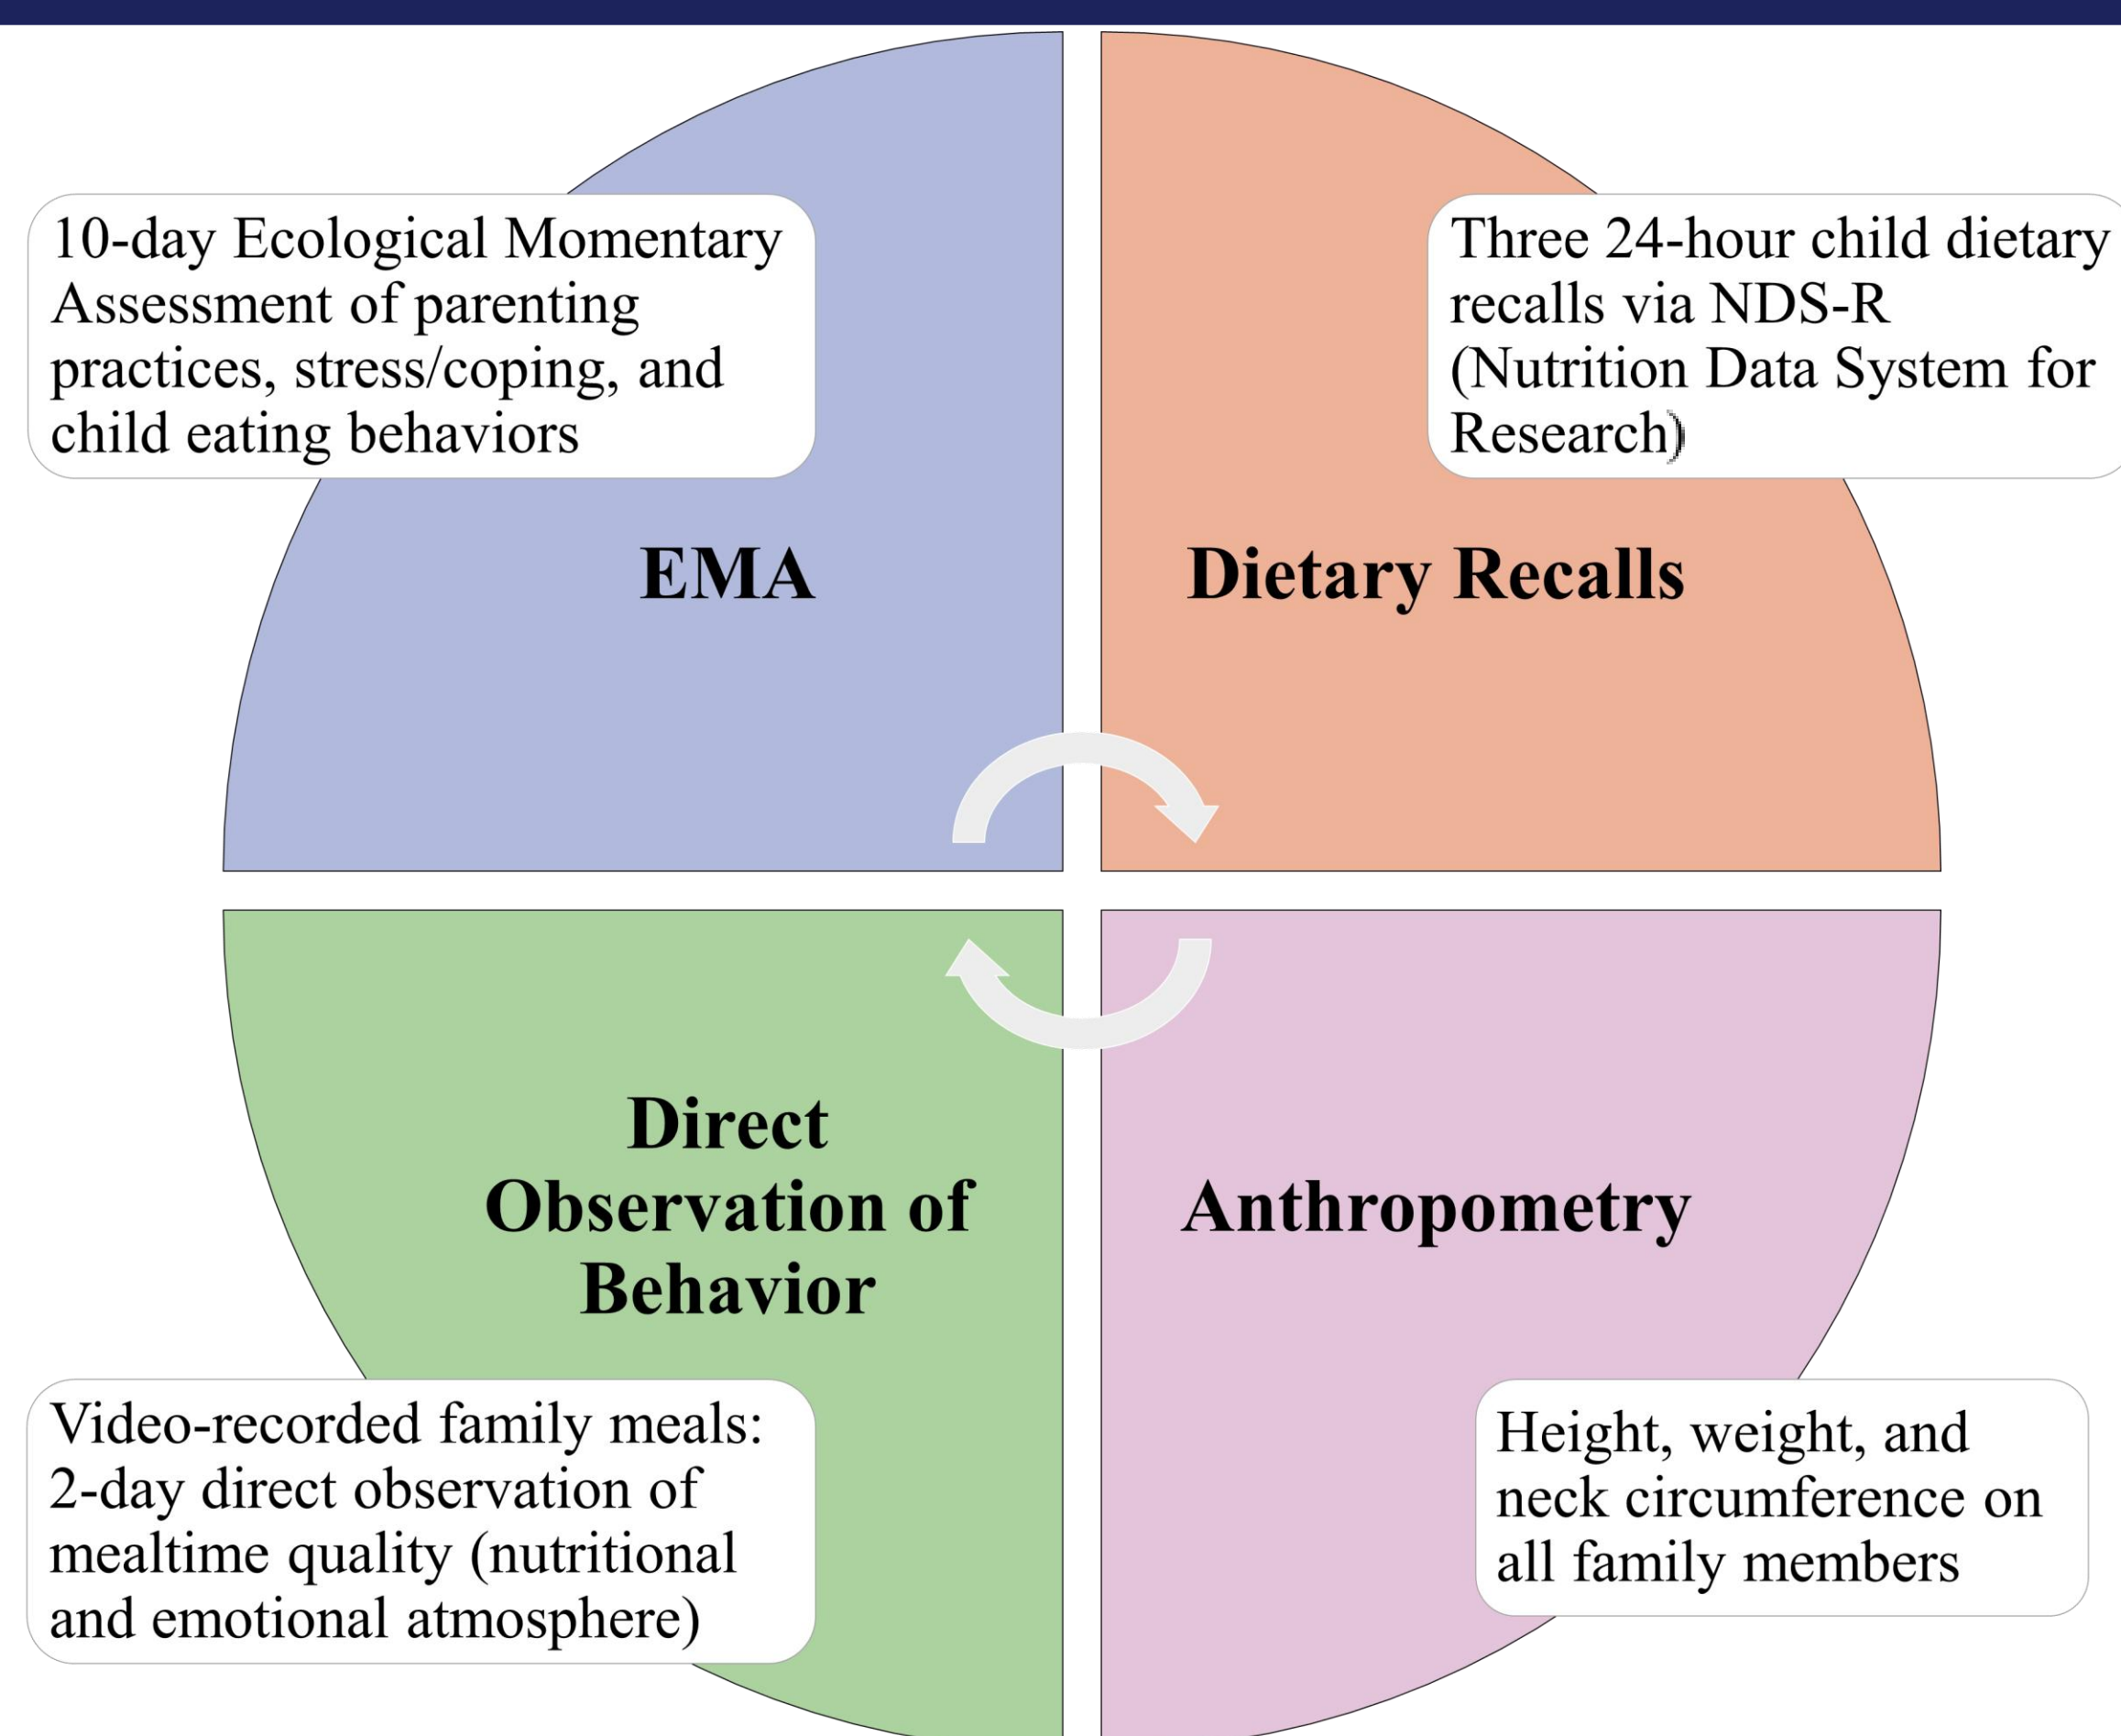 10-day Ecological Momentary
Assessment of parenting
practices, stress/coping, and
child eating behaviors
EMA
Three 24-hour child dietary
recalls via NDS-R
(Nutrition Data System for
Research)
Dietary Recalls
Direct
Observation of
Behavior
Video-recorded family meals:
2-day direct observation of
mealtime quality (nutritional
and emotional atmosphere)
Anthropometry
Height, weight, and
neck circumference on
all family members